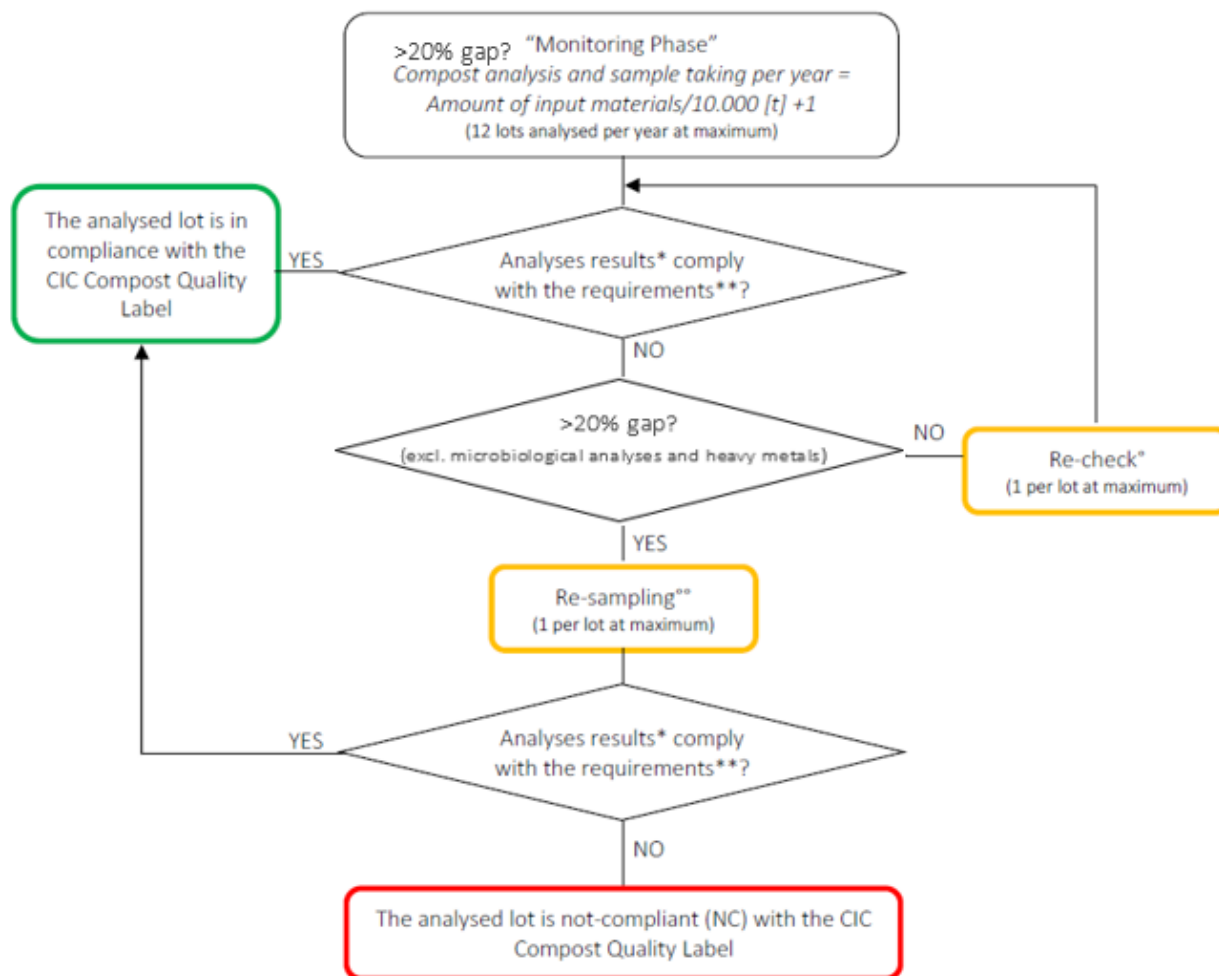 >20% gap? "Monitoring Phase"
Compost analysis and sample taking per year =
Amount of input materials/10.000 [t] +1
(12 lots analysed per year at maximum)
The analysed lot is in
compliance with the
CIC Compost Quality
Label
YES
Analyses results* comply
with the requirements**?
NO
>20% gap?
(excl. microbiological analyses and heavy metals)
NO
Re-check°
(1 per lot at maximum)
YES
Re-sampling°°
(1 per lot at maximum)
YES
Analyses results* comply
with the requirements**?
NO
The analysed lot is not-compliant (NC) with the CIC
Compost Quality Label